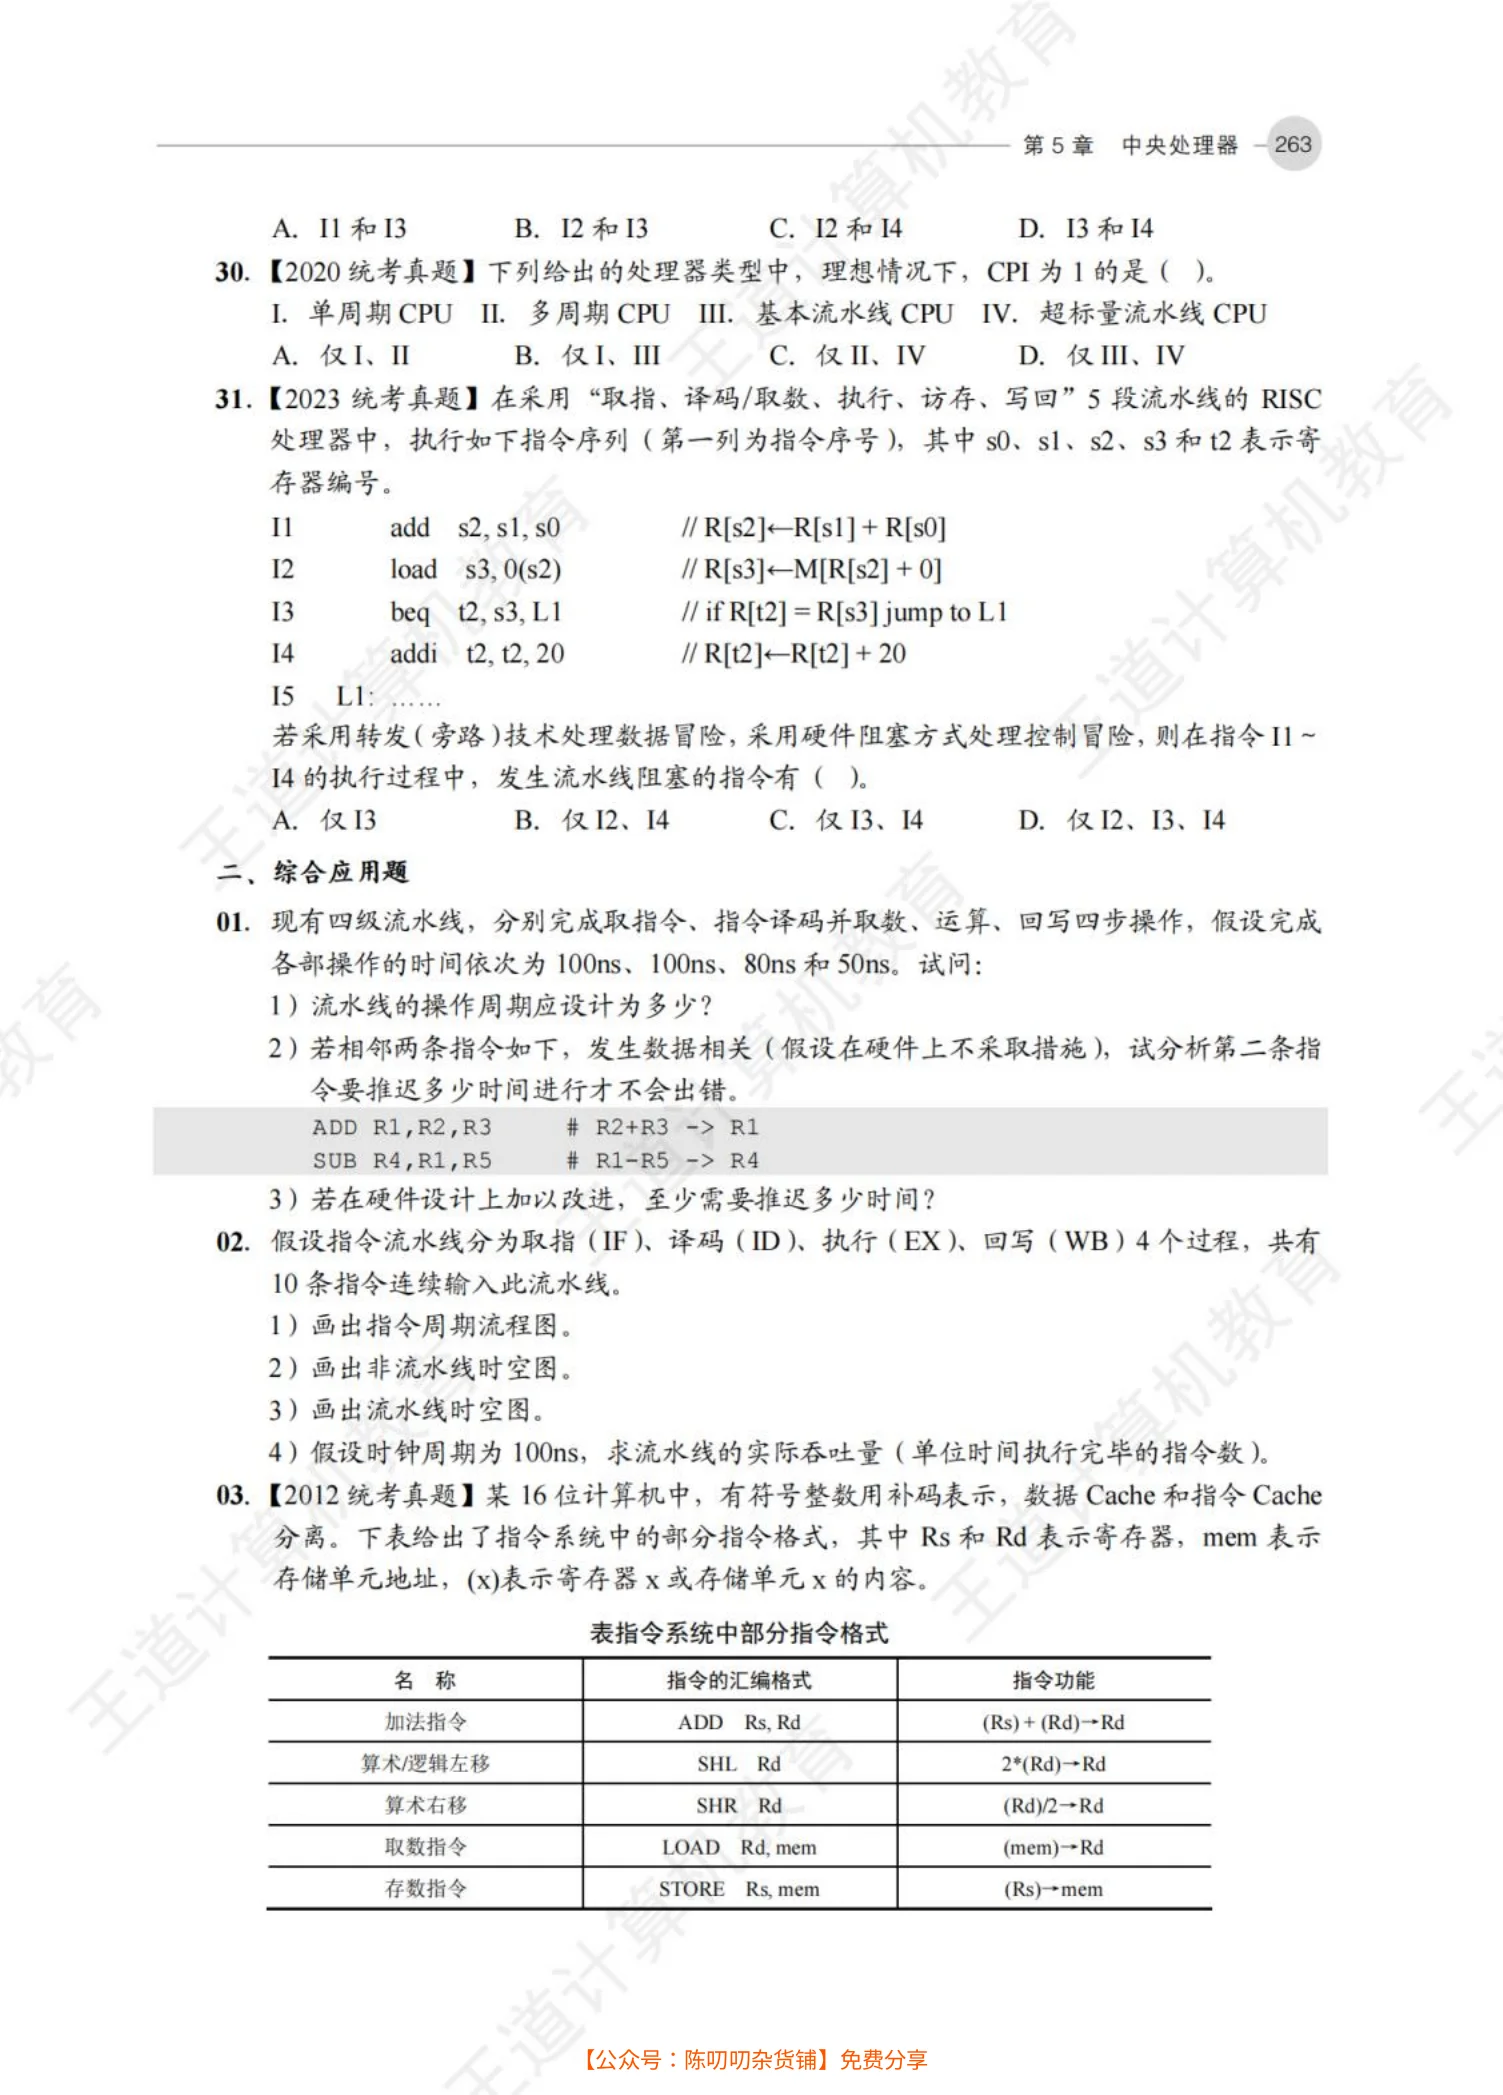 第 5 章 中央处理器 263
A. I1 和 I3 B. I2 和 I3 C. I2 和 I4 D. I3 和 I4
30.【2020 统考真题】下列给出的处理器类型中，理想情况下，CPI 为 1 的是（ ）。
I. 单周期 CPU II. 多周期 CPU III. 基本流水线 CPU IV. 超标量流水线 CPU
A. 仅 I、II B. 仅 I、III C. 仅 II、IV D. 仅 III、IV
31.【2023 统考真题】在采用“取指、译码/取数、执行、访存、写回”5 段流水线的 RISC
处理器中，执行如下指令序列（第一列为指令序号），其中 s0、s1、s2、s3 和 t2 表示寄
存器编号。
I1 add s2, s1, s0 // R[s2]←R[s1] + R[s0]
I2 load s3, 0(s2) // R[s3]←M[R[s2] + 0]
I3 beq t2, s3, L1 // if R[t2] = R[s3] jump to L1
I4 addi t2, t2, 20 // R[t2]←R[t2] + 20
I5 L1: ……
若采用转发（旁路）技术处理数据冒险，采用硬件阻塞方式处理控制冒险，则在指令 I1～
I4 的执行过程中，发生流水线阻塞的指令有（ ）。
A. 仅 I3 B. 仅 I2、I4 C. 仅 I3、I4 D. 仅 I2、I3、I4
二、综合应用题
01. 现有四级流水线，分别完成取指令、指令译码并取数、运算、回写四步操作，假设完成
各部操作的时间依次为 100ns、100ns、80ns 和 50ns。试问：
1）流水线的操作周期应设计为多少？
2）若相邻两条指令如下，发生数据相关（假设在硬件上不采取措施），试分析第二条指
令要推迟多少时间进行才不会出错。
ADD R1,R2,R3 # R2+R3 -> R1
SUB R4,R1,R5 # R1-R5 -> R4
3）若在硬件设计上加以改进，至少需要推迟多少时间？
02. 假设指令流水线分为取指（IF）、译码（ID）、执行（EX）、回写（WB）4 个过程，共有
10 条指令连续输入此流水线。
1）画出指令周期流程图。
2）画出非流水线时空图。
3）画出流水线时空图。
4）假设时钟周期为 100ns，求流水线的实际吞吐量（单位时间执行完毕的指令数）。
03.【2012 统考真题】某 16 位计算机中，有符号整数用补码表示，数据 Cache 和指令 Cache
分离。下表给出了指令系统中的部分指令格式，其中 Rs 和 Rd 表示寄存器，mem 表示
存储单元地址，(x)表示寄存器 x 或存储单元 x 的内容。
表指令系统中部分指令格式
名 称 指令的汇编格式 指令功能
加法指令 ADD Rs, Rd (Rs) + (Rd)→Rd
算术/逻辑左移 SHL Rd 2*(Rd)→Rd
算术右移 SHR Rd (Rd)/2→Rd
取数指令 LOAD Rd, mem (mem)→Rd
存数指令 STORE Rs, mem (Rs)→mem
【公众号：陈叨叨杂货铺】免费分享